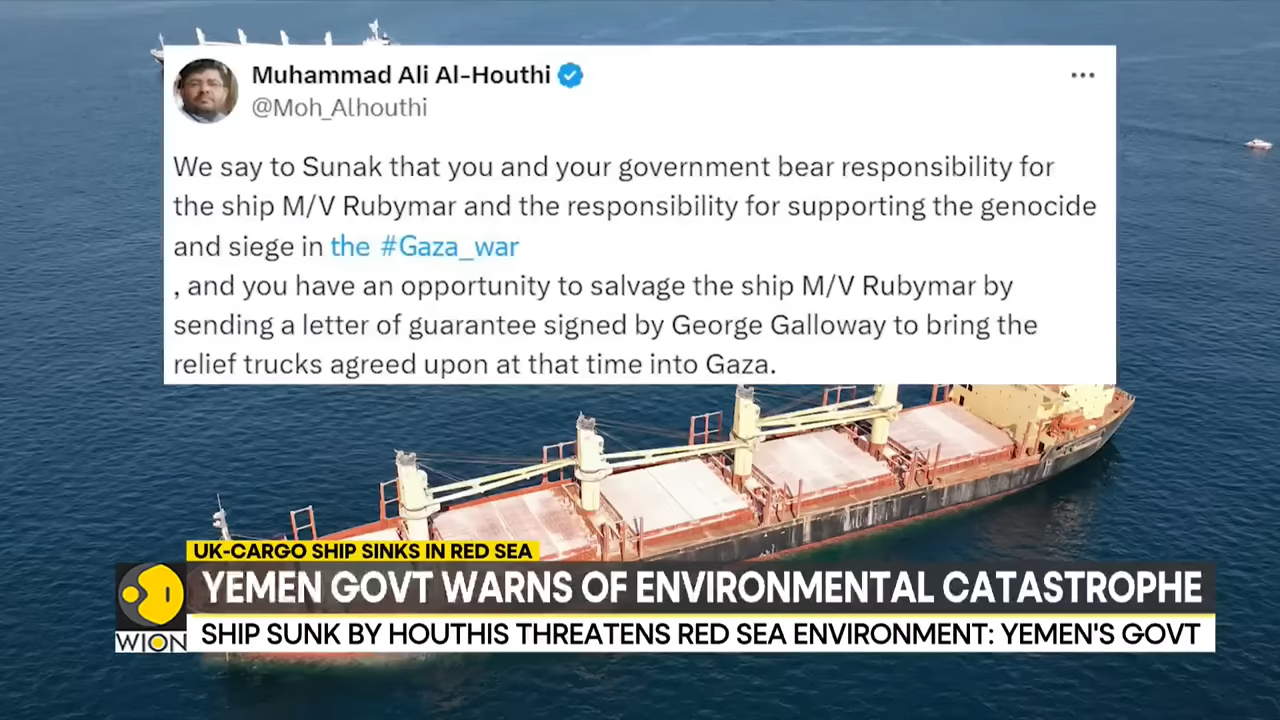 Muhammad Ali Al-Houthi
@Moh_Alhouthi
We say to Sunak that you and your government bear responsibility for
the ship M/V Rubymar and the responsibility for supporting the genocide
and siege in the #Gaza_war
, and you have an opportunity to salvage the ship M/V Rubymar by
sending a letter of guarantee signed by George Galloway to bring the
relief trucks agreed upon at that time into Gaza.
UK-CARGO SHIP SINKS IN RED SEA
YEMEN GOVT WARNS OF ENVIRONMENTAL CATASTROPHE
WION
SHIP SUNK BY HOUTHIS THREATENS RED SEA ENVIRONMENT: YEMEN'S GOVT